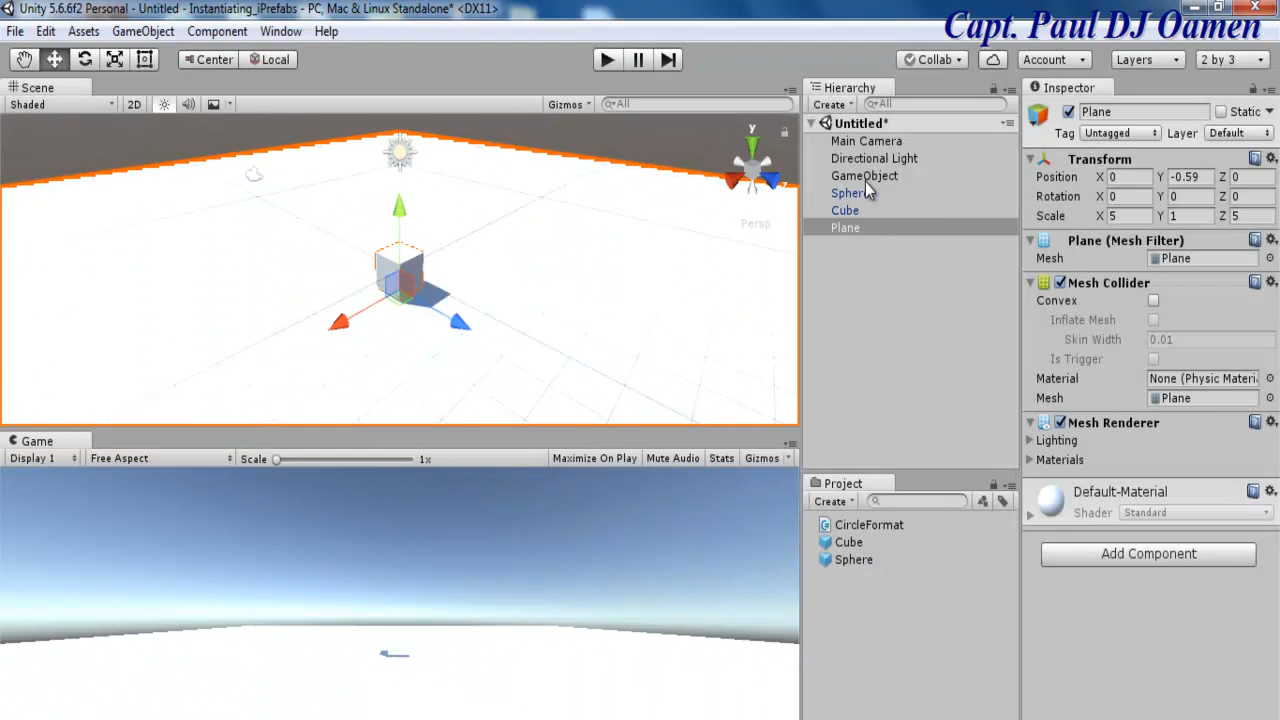 Unity 5.6.6f2 Personal - Untitled - Instantiating_iPrefabs - PC, Mac & Linux Standalone* <DX11>
Capt. Paul DJ Oamen
File Edit Assets GameObject Component Window Help
Center Local Collab Account Layers 2 by 3
Scene
Shaded 2D Gizmos All
y
z
Persp
Game
Display 1 Free Aspect Scale 1x Maximize On Play Mute Audio Stats Gizmos
Hierarchy
Create All
Untitled*
Main Camera
Directional Light
GameObject
Sphere
Cube
Plane
Project
Create
CircleFormat
Cube
Sphere
Inspector
Plane Static
Tag Untagged Layer Default
Transform
Position X 0 Y -0.59 Z 0
Rotation X 0 Y 0 Z 0
Scale X 5 Y 1 Z 5
Plane (Mesh Filter)
Mesh Plane
Mesh Collider
Convex
Inflate Mesh
Skin Width 0.01
Is Trigger
Material None (Physic Materi
Mesh Plane
Mesh Renderer
Lighting
Materials
Default-Material
Shader Standard
Add Component